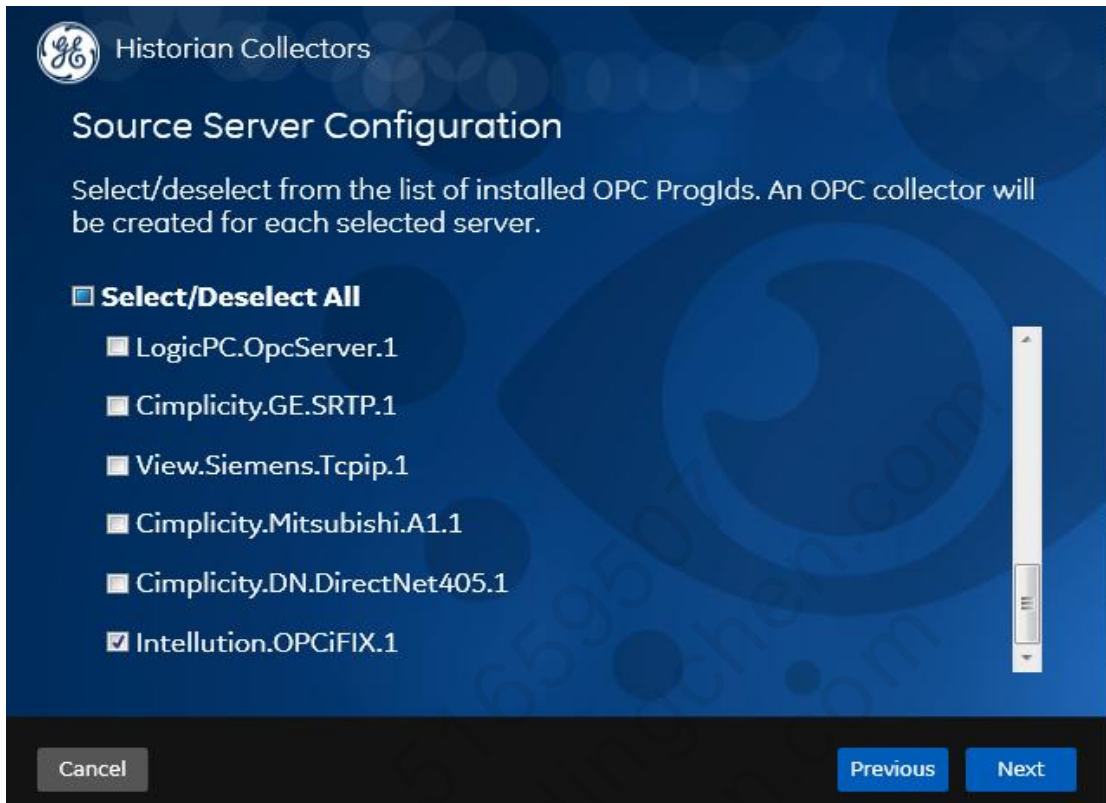 Historian Collectors
Source Server Configuration
Select/deselect from the list of installed OPC ProgIds. An OPC collector will
be created for each selected server.
Select/Deselect All
LogicPC.OpcServer.1
Cimplicity.GE.SRTP.1
View.Siemens.Tcpip.1
Cimplicity.Mitsubishi.A1.1
Cimplicity.DN.DirectNet405.1
Intellution.OPCiFIX.1
Cancel
Previous
Next